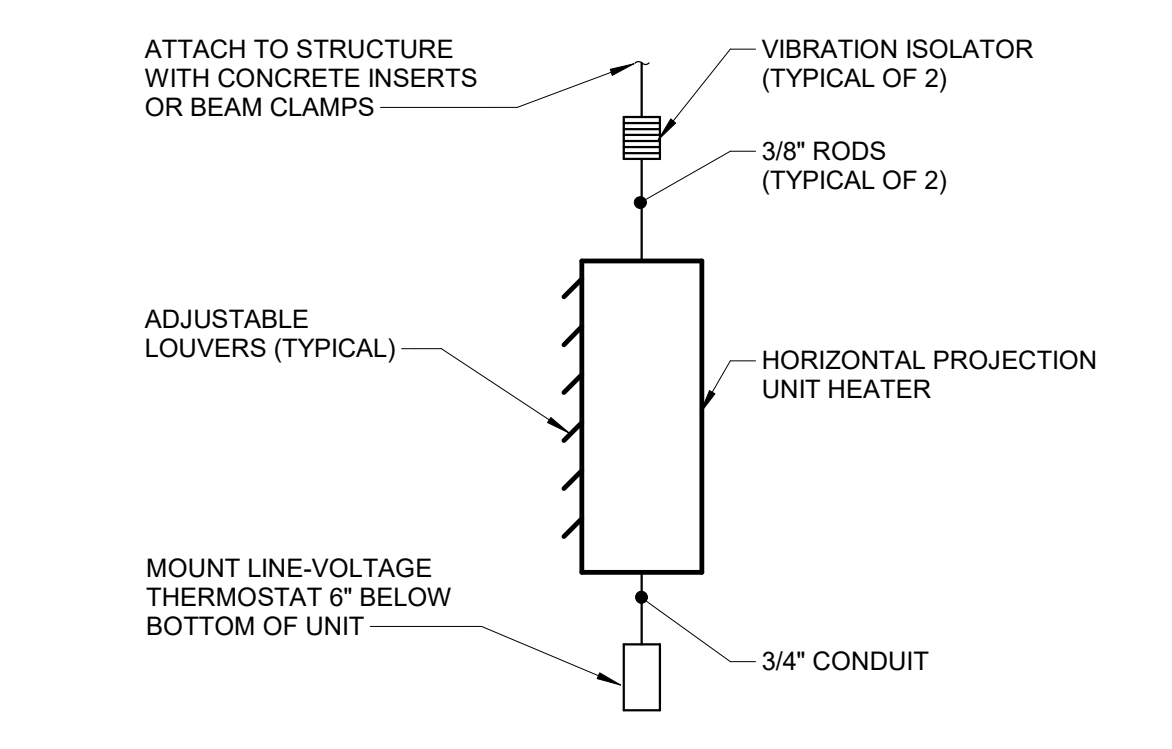 ATTACH TO STRUCTURE
WITH CONCRETE INSERTS
OR BEAM CLAMPS
VIBRATION ISOLATOR
(TYPICAL OF 2)
3/8" RODS
(TYPICAL OF 2)
ADJUSTABLE
LOUVERS (TYPICAL)
HORIZONTAL PROJECTION
UNIT HEATER
MOUNT LINE-VOLTAGE
THERMOSTAT 6" BELOW
BOTTOM OF UNIT
3/4" CONDUIT